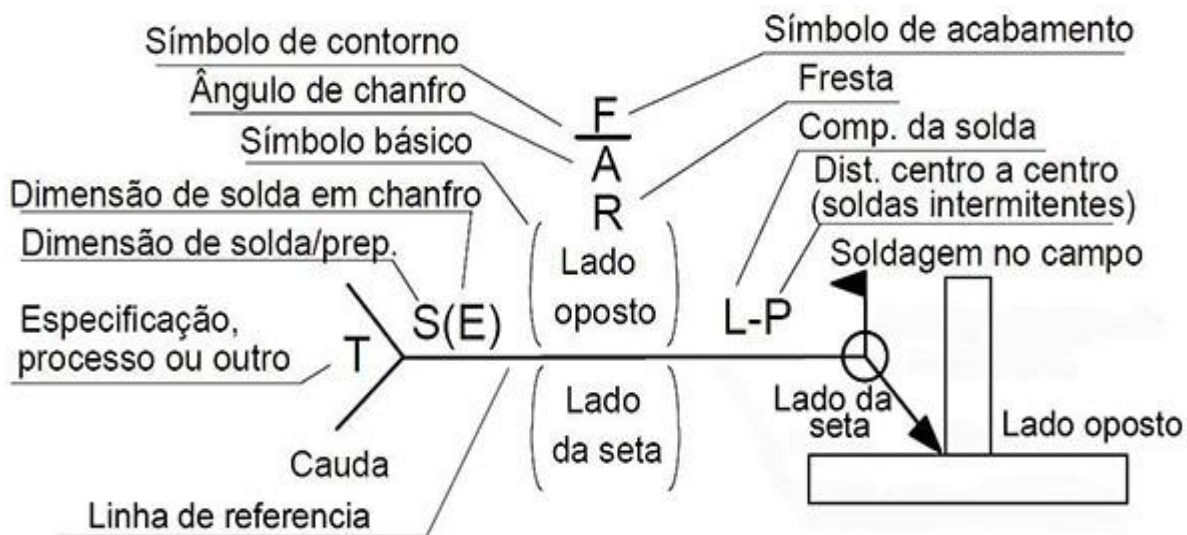 Símbolo de contorno
Símbolo de acabamento
Ângulo de chanfro
Fresta
F
Símbolo básico
Comp. da solda
A
Dimensão de solda em chanfro
Dist. centro a centro
(soldas intermitentes)
R
Dimensão de solda/prep.
Lado
oposto
Soldagem no campo
Especificação,
processo ou outro
T
S(E)
L-P
Lado
da seta
Lado da
seta
Lado oposto
Cauda
Linha de referencia